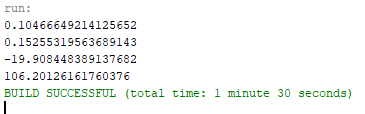 run:
0.10466649214125652
0.15255319563689143
-19.908448389137682
106.20126161760376
BUILD SUCCESSFUL (total time: 1 minute 30 seconds)